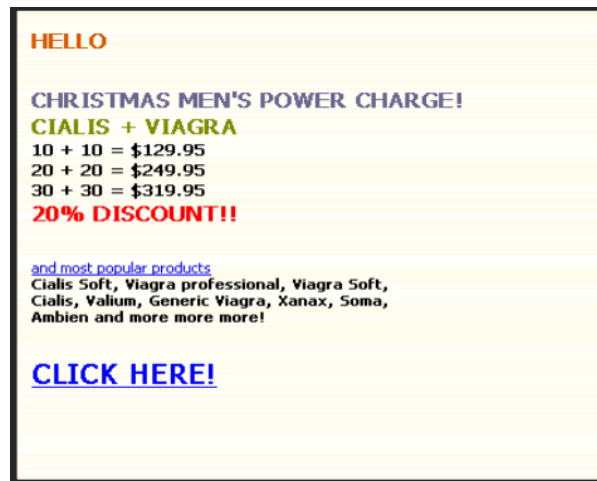 HELLO
CHRISTMAS MEN'S POWER CHARGE!
CIALIS + VIAGRA
10 + 10 = $129.95
20 + 20 = $249.95
30 + 30 = $319.95
20% DISCOUNT!!
and most popular products
Cialis Soft, Viagra professional, Viagra Soft,
Cialis, Valium, Generic Viagra, Xanax, Soma,
Ambien and more more more!
CLICK HERE!